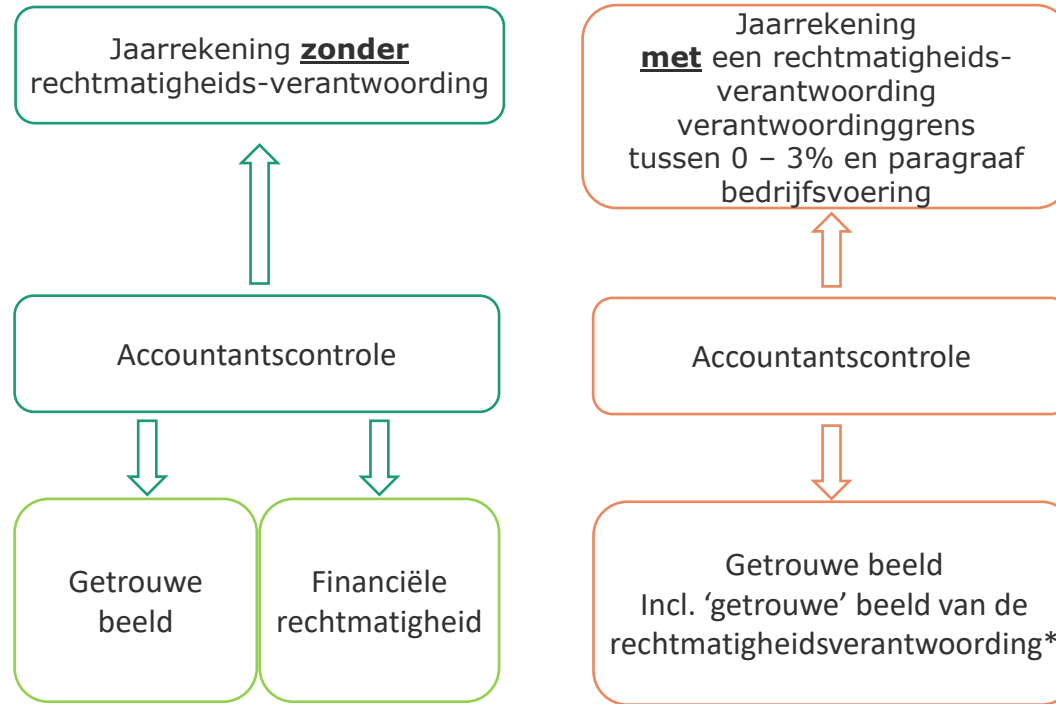 Jaarrekening zonder
rechtmatigheids-verantwoording
Accountantscontrole
Getrouwe
beeld
Financiële
rechtmatigheid
Jaarrekening
met een rechtmatigheids-
verantwoording
verantwoordinggrens
tussen 0 – 3% en paragraaf
bedrijfsvoering
Accountantscontrole
Getrouwe beeld
Incl. ‘getrouwe’ beeld van de
rechtmatigheidsverantwoording*